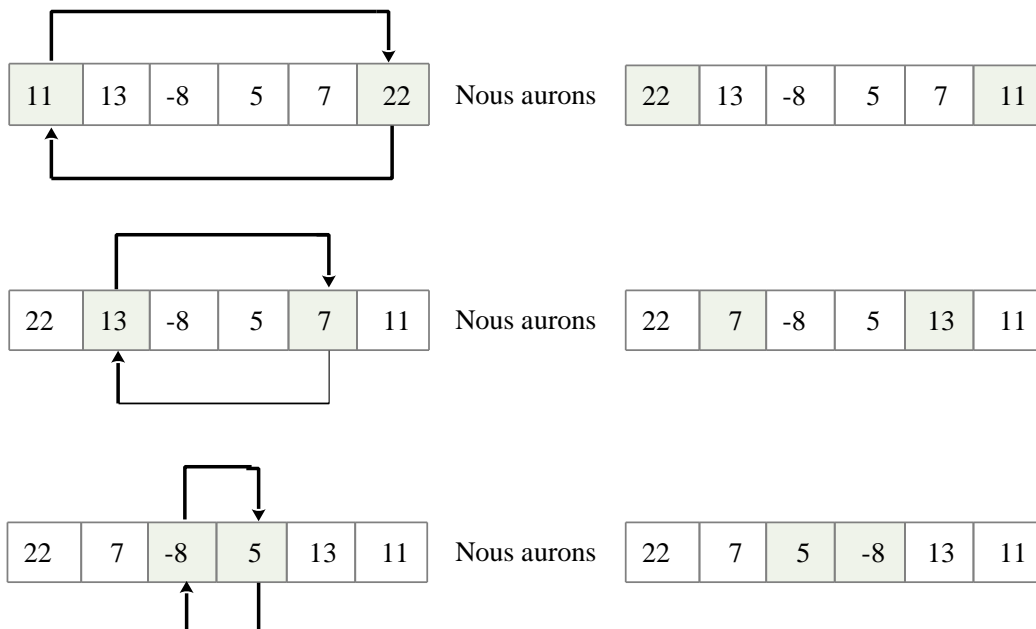 11 13 -8 5 7 22 Nous aurons 22 13 -8 5 7 11
22 13 -8 5 7 11 Nous aurons 22 7 -8 5 13 11
22 7 -8 5 13 11 Nous aurons 22 7 5 -8 13 11